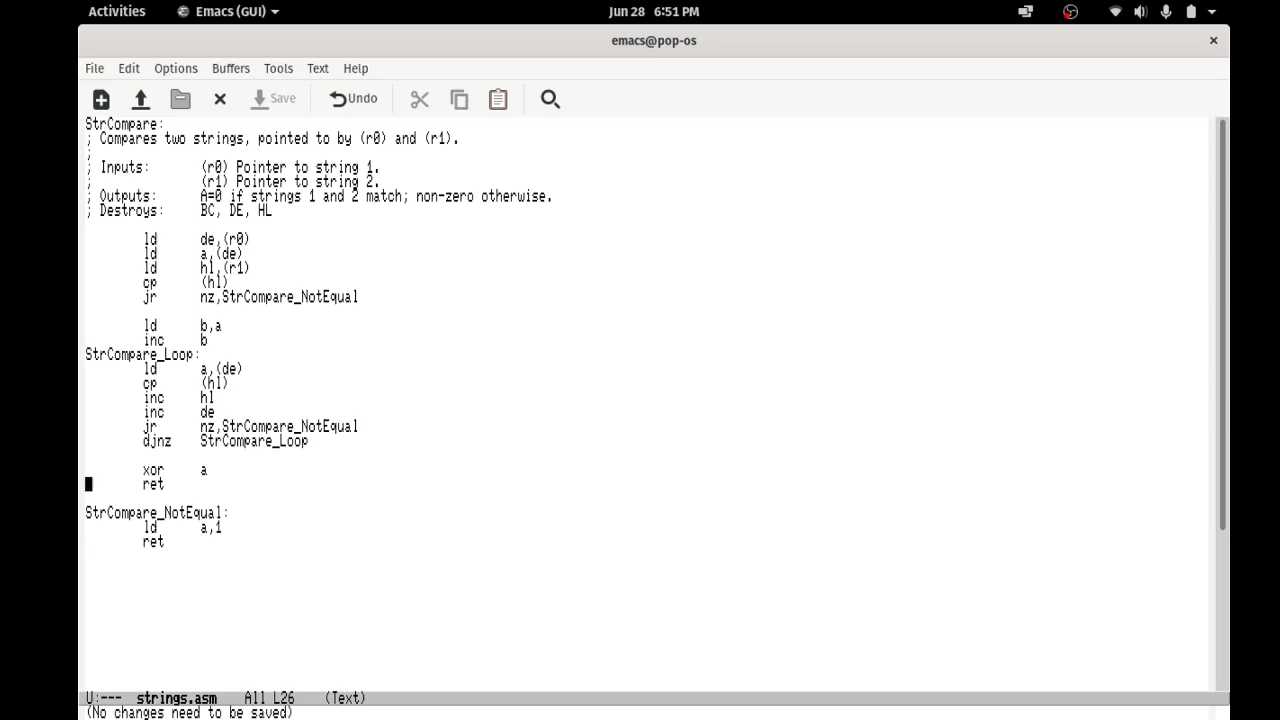 Activities Emacs (GUI) Jun 28 6:51 PM
emacs@pop-os
File Edit Options Buffers Tools Text Help
Save Undo
StrCompare:
; Compares two strings, pointed to by (r0) and (r1).
;
; Inputs: (r0) Pointer to string 1.
; (r1) Pointer to string 2.
; Outputs: A=0 if strings 1 and 2 match; non-zero otherwise.
; Destroys: BC, DE, HL
ld de,(r0)
ld a,(de)
ld hl,(r1)
cp (hl)
jr nz,StrCompare_NotEqual
ld b,a
inc b
StrCompare_Loop:
ld a,(de)
cp (hl)
inc hl
inc de
jr nz,StrCompare_NotEqual
djnz StrCompare_Loop
xor a
ret
StrCompare_NotEqual:
ld a,1
ret
U:--- strings.asm All L26 (Text)
(No changes need to be saved)